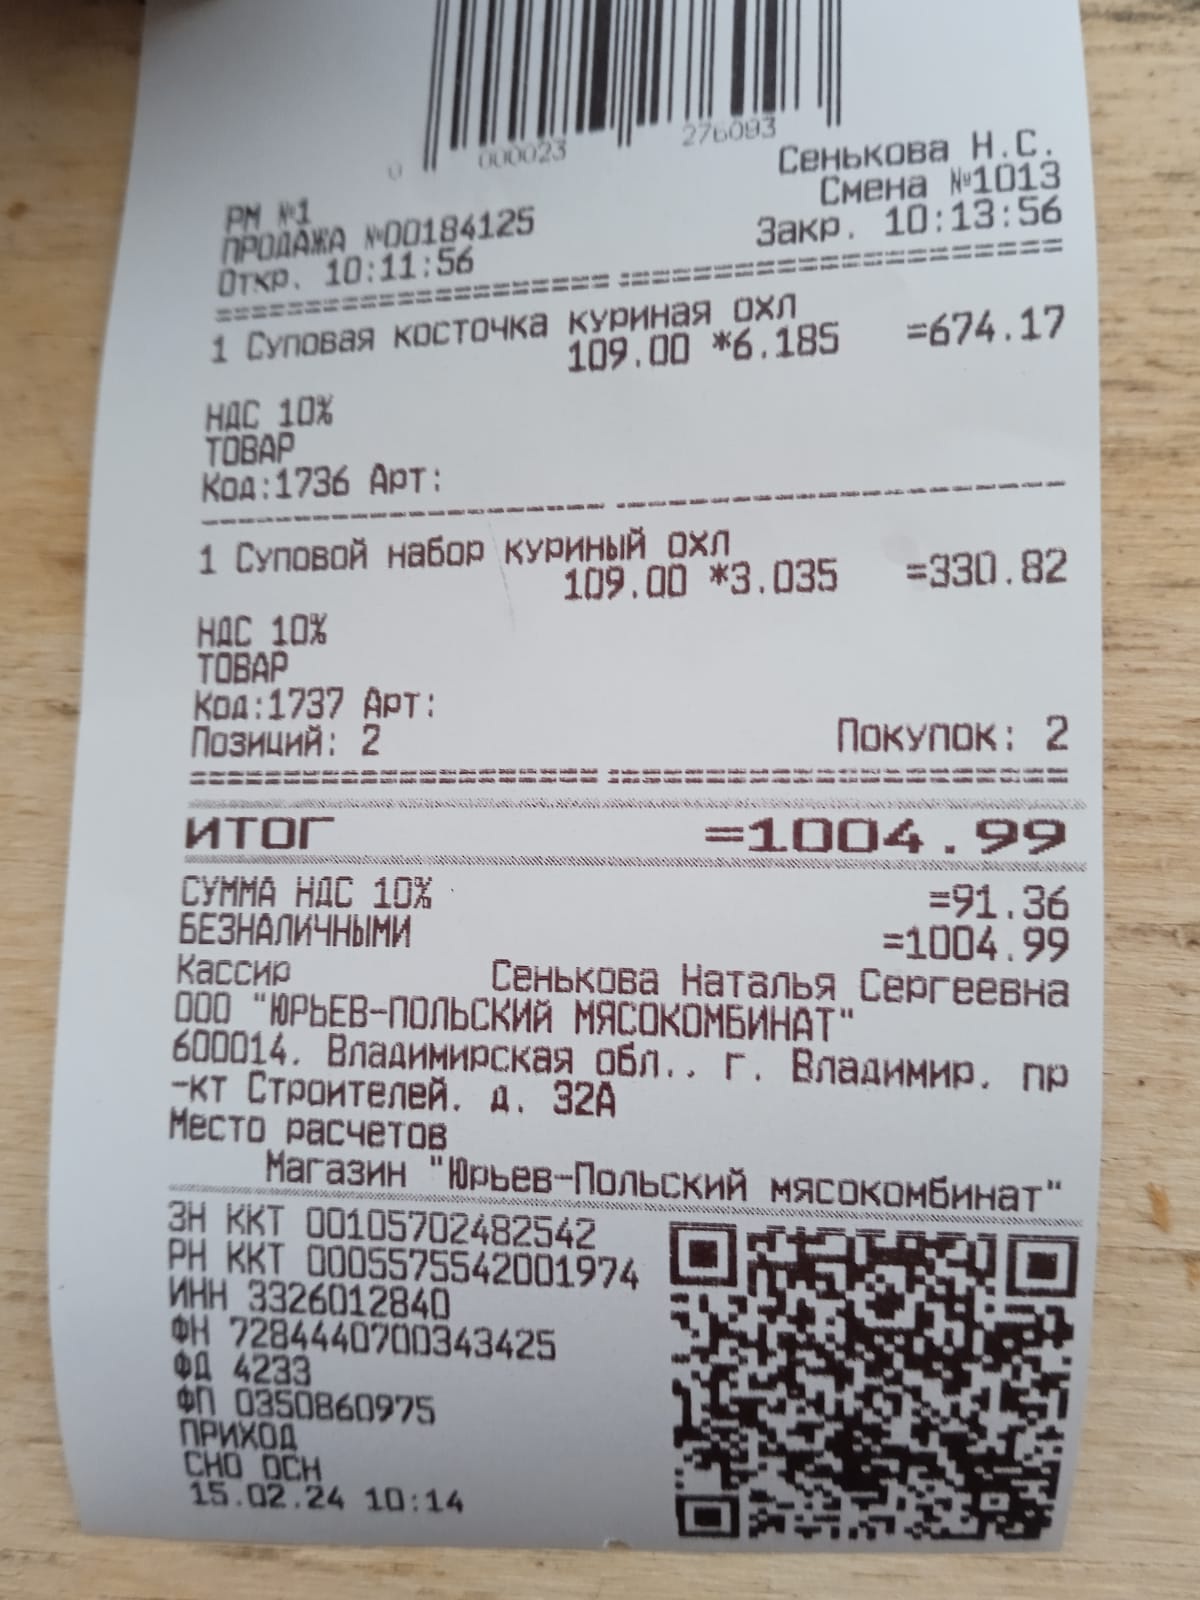 0 000023 276093
Сенькова Н.С.
РМ №1 Смена №1013
ПРОДАЖА №00184125 Закр. 10:13:56
Откр. 10:11:56
1 Суповая косточка куриная охл
109.00 *6.185 =674.17
НДС 10%
ТОВАР
Код:1736 Арт:
1 Суповой набор куриный охл
109.00 *3.035 =330.82
НДС 10%
ТОВАР
Код:1737 Арт:
Позиций: 2 Покупок: 2
ИТОГ =1004.99
СУММА НДС 10% =91.36
БЕЗНАЛИЧНЫМИ =1004.99
Кассир Сенькова Наталья Сергеевна
ООО "ЮРЬЕВ-ПОЛЬСКИЙ МЯСОКОМБИНАТ"
600014, Владимирская обл., г. Владимир, пр
-кт Строителей, д. 32А
Место расчетов
Магазин "Юрьев-Польский мясокомбинат"
ЗН ККТ 00105702482542
РН ККТ 0005575542001974
ИНН 3326012840
ФН 7284440700343425
ФД 4233
ФП 0350860975
ПРИХОД
СНО ОСН
15.02.24 10:14